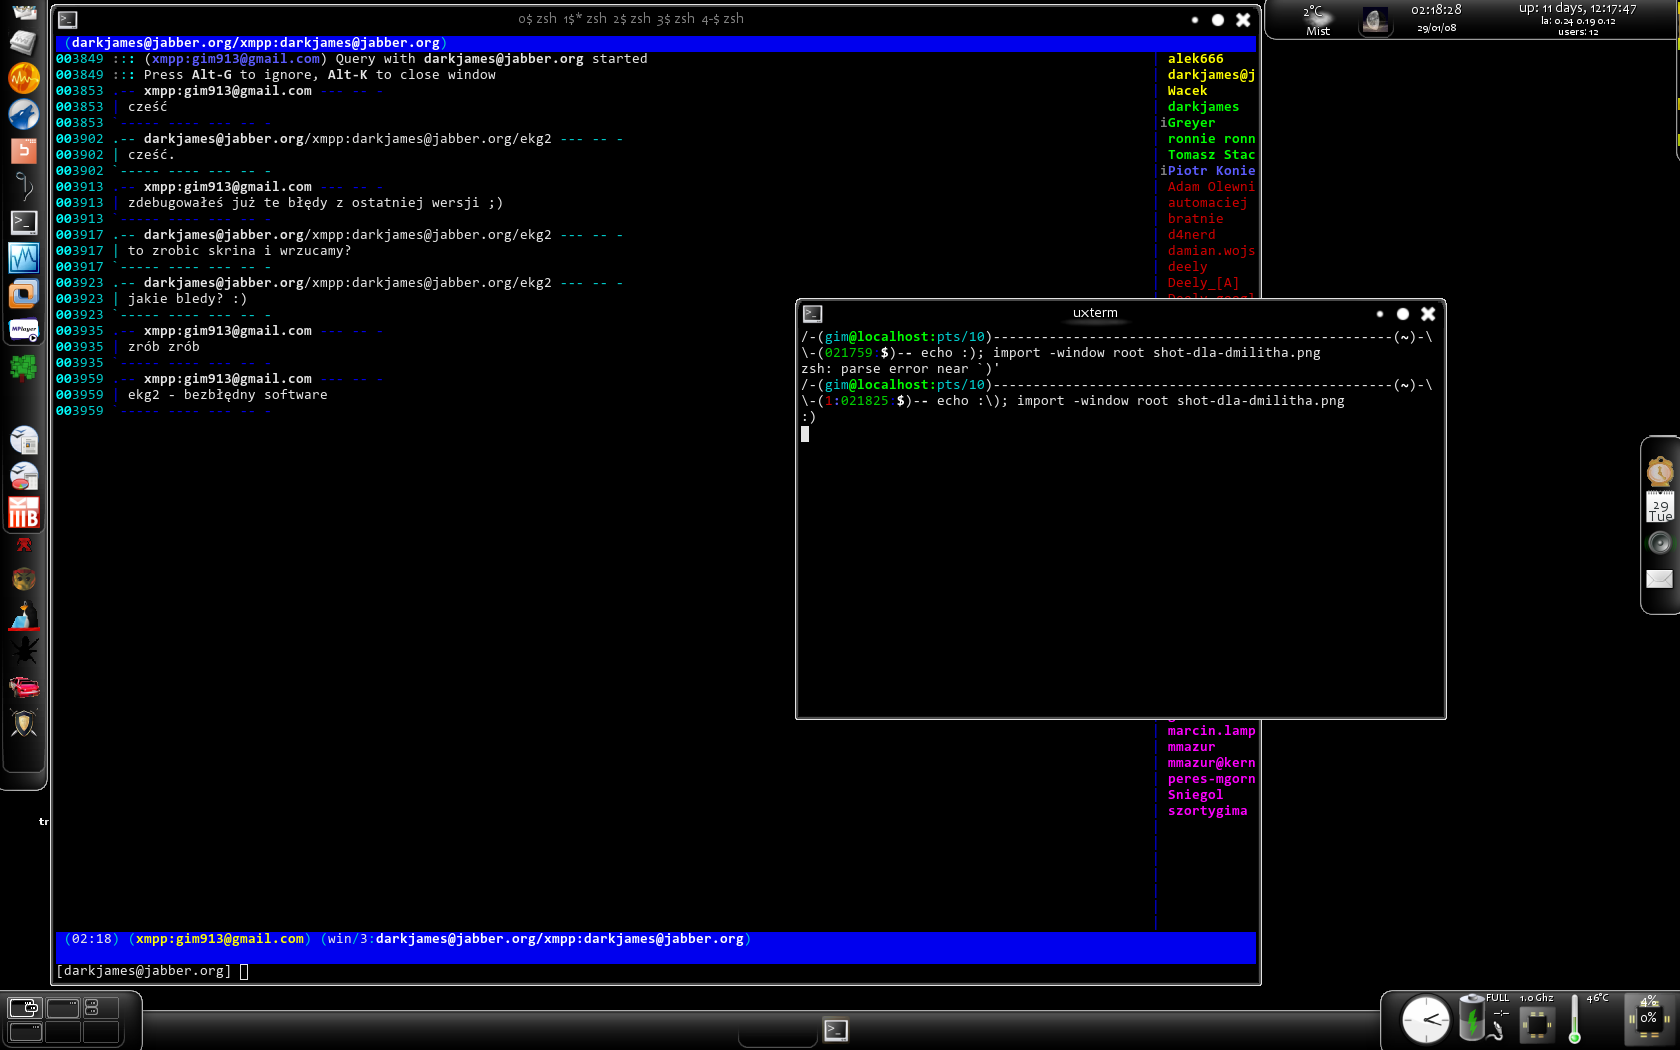 0$ zsh 1$* zsh 2$ zsh 3$ zsh 4-$ zsh
(darkjames@jabber.org/xmpp:darkjames@jabber.org)
003849 ::: (xmpp:gim913@gmail.com) Query with darkjames@jabber.org started
003849 ::: Press Alt-G to ignore, Alt-K to close window
003853 .-- xmpp:gim913@gmail.com --- -- -
003853 | cześć
003853 `----- ---- --- -- -
003902 .-- darkjames@jabber.org/xmpp:darkjames@jabber.org/ekg2 --- -- -
003902 | cześć.
003902 `----- ---- --- -- -
003913 .-- xmpp:gim913@gmail.com --- -- -
003913 | zdebugowałeś już te błędy z ostatniej wersji ;)
003913 `----- ---- --- -- -
003917 .-- darkjames@jabber.org/xmpp:darkjames@jabber.org/ekg2 --- -- -
003917 | to zrobic skrina i wrzucamy?
003917 `----- ---- --- -- -
003923 .-- darkjames@jabber.org/xmpp:darkjames@jabber.org/ekg2 --- -- -
003923 | jakie bledy? :)
003923 `----- ---- --- -- -
003935 .-- xmpp:gim913@gmail.com --- -- -
003935 | zrób zrób
003935 `----- ---- --- -- -
003959 .-- xmpp:gim913@gmail.com --- -- -
003959 | ekg2 - bezbłędny software
003959 `----- ---- --- -- -
alek666
darkjames@j
Wacek
darkjames
iGreyer
ronnie ronn
Tomasz Stac
iPiotr Konie
Adam Olewni
automaciej
bratnie
d4nerd
damian.wojs
deely
Deely_[A]
marcin.lamp
mmazur
mmazur@kern
peres-mgorn
Sniegol
szortygima
(02:18) (xmpp:gim913@gmail.com) (win/3:darkjames@jabber.org/xmpp:darkjames@jabber.org)
[darkjames@jabber.org]
uxterm
/-(gim@localhost:pts/10)--------------------------------------------------(~)-\
\-(021759:$)-- echo :); import -window root shot-dla-dmilitha.png
zsh: parse error near `)'
/-(gim@localhost:pts/10)--------------------------------------------------(~)-\
\-(1:021825:$)-- echo :\); import -window root shot-dla-dmilitha.png
:)
2°C
Mist
02:18:28
29/01/08
up: 11 days, 12:17:47
la: 0.24 0.19 0.12
users: 12
MPlayer
tr
29
Tue
FULL
--:--
1.0 Ghz
46°C
4%
0%